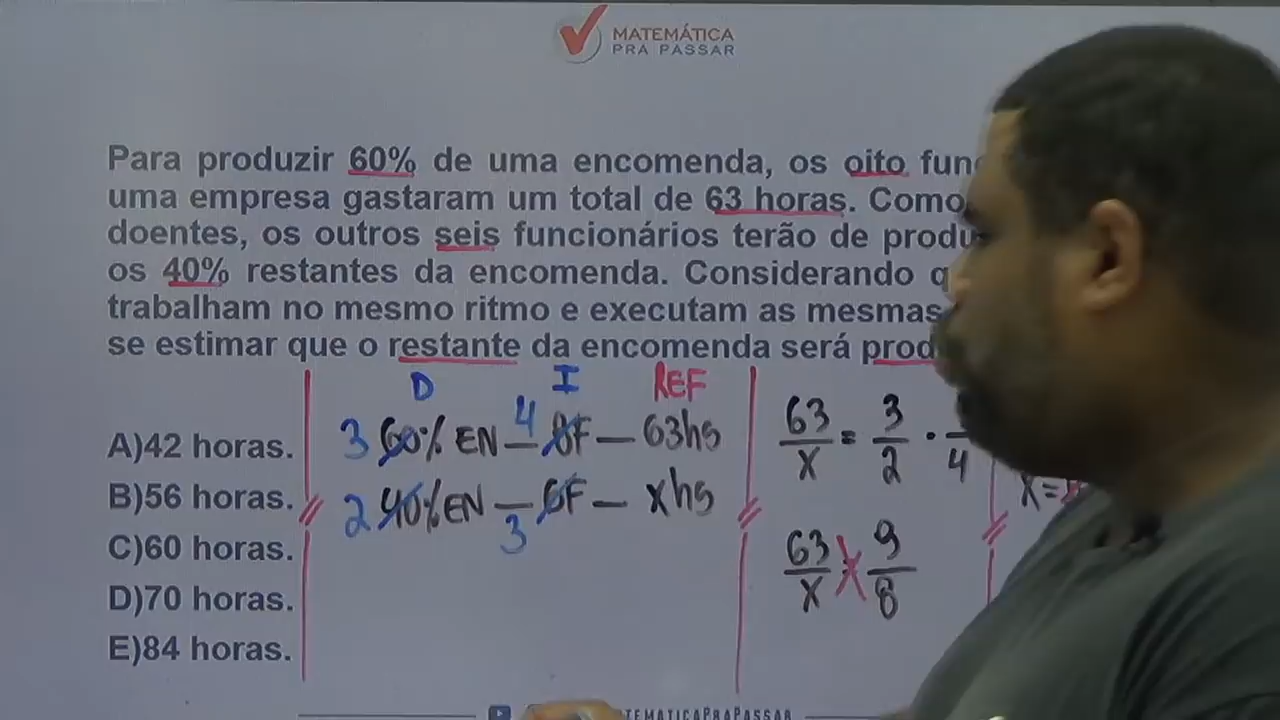 MATEMÁTICA
PRA PASSAR
Para produzir 60% de uma encomenda, os oito
uma empresa gastaram um total de 63 horas. Como
doentes, os outros seis funcionários terão de
os 40% restantes da encomenda. Considerando
trabalham no mesmo ritmo e executam as mesmas
se estimar que o restante da encomenda será
A)42 horas.
B)56 horas.
C)60 horas.
D)70 horas.
E)84 horas.
D I REF
3 60% EN — 4 8F — 63hs
2 40% EN — 3 6F — xhs
63/x = 3/2 · /4
63/x = 9/8
x=
MATEMATICAPRAPASSAR